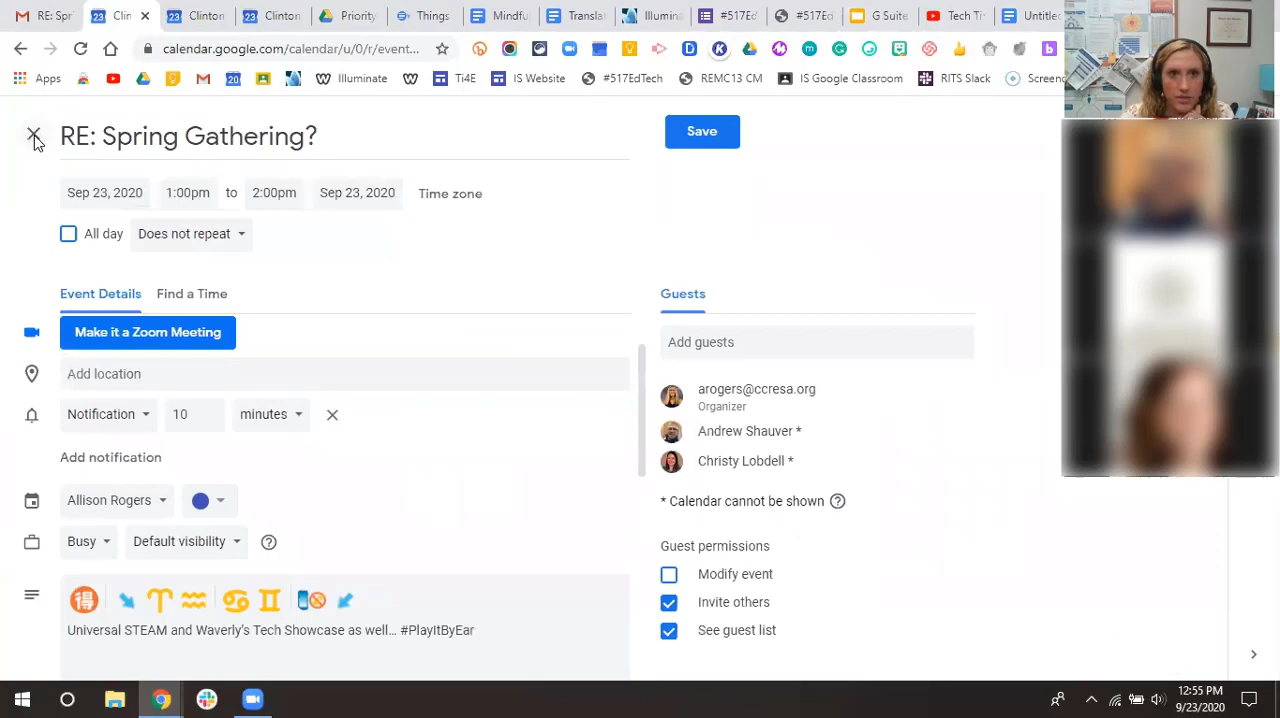 RE: Spr
Clin
Clinton
Clinton
Prioriti
Things
Mindfu
Translat
Illumina
#517Ed
#517Ed
G Suite
Tech Ti
Untitled
calendar.google.com/calendar/u/0/r/event...
Apps
Illuminate
Ti4E
IS Website
#517EdTech
REMC13 CM
IS Google Classroom
RITS Slack
Screenc
RE: Spring Gathering?
Save
Sep 23, 2020 1:00pm to 2:00pm Sep 23, 2020 Time zone
All day Does not repeat
Event Details Find a Time
Guests
Make it a Zoom Meeting
Add guests
Add location
arogers@ccresa.org
Organizer
Notification 10 minutes
Andrew Shauver *
Add notification
Christy Lobdell *
Allison Rogers
* Calendar cannot be shown
Busy Default visibility
Guest permissions
Modify event
Invite others
See guest list
得
Universal STEAM and Waverly's Tech Showcase as well... #PlayItByEar
12:55 PM
9/23/2020